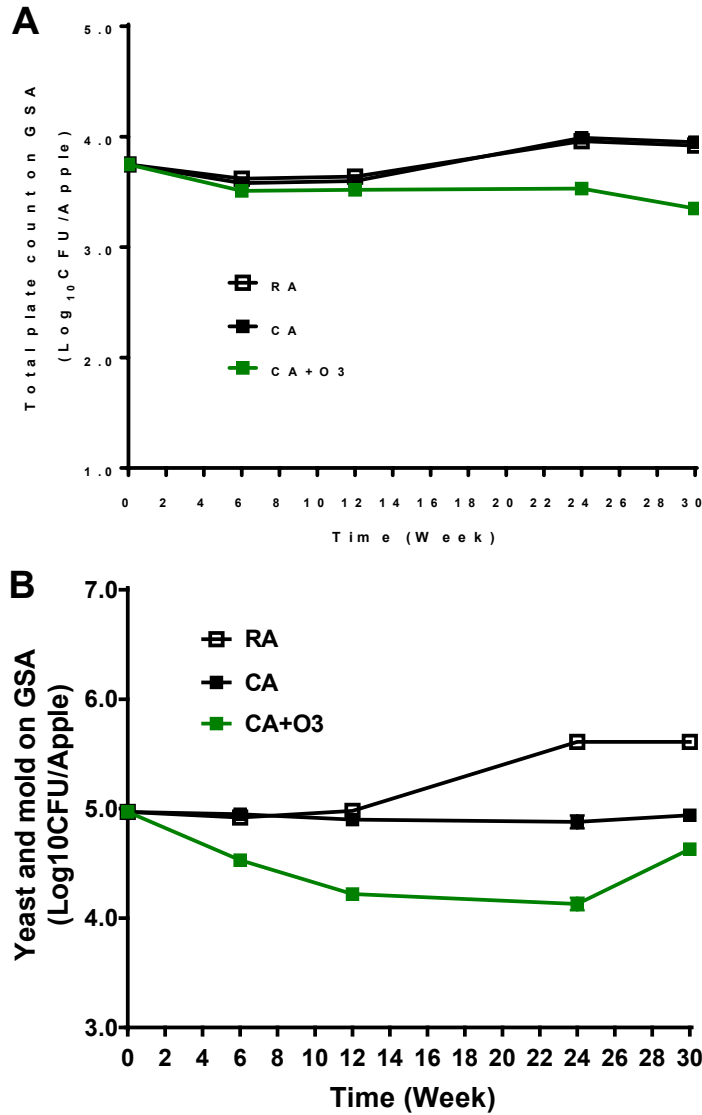 A
5.0
4.0
3.0
2.0
1.0
Total plate count on GSA
(Log10CFU/Apple)
RA
CA
CA+O3
0 2 4 6 8 10 12 14 16 18 20 22 24 26 28 30
Time (Week)
B
7.0
6.0
5.0
4.0
3.0
Yeast and mold on GSA
(Log10CFU/Apple)
RA
CA
CA+O3
0 2 4 6 8 10 12 14 16 18 20 22 24 26 28 30
Time (Week)